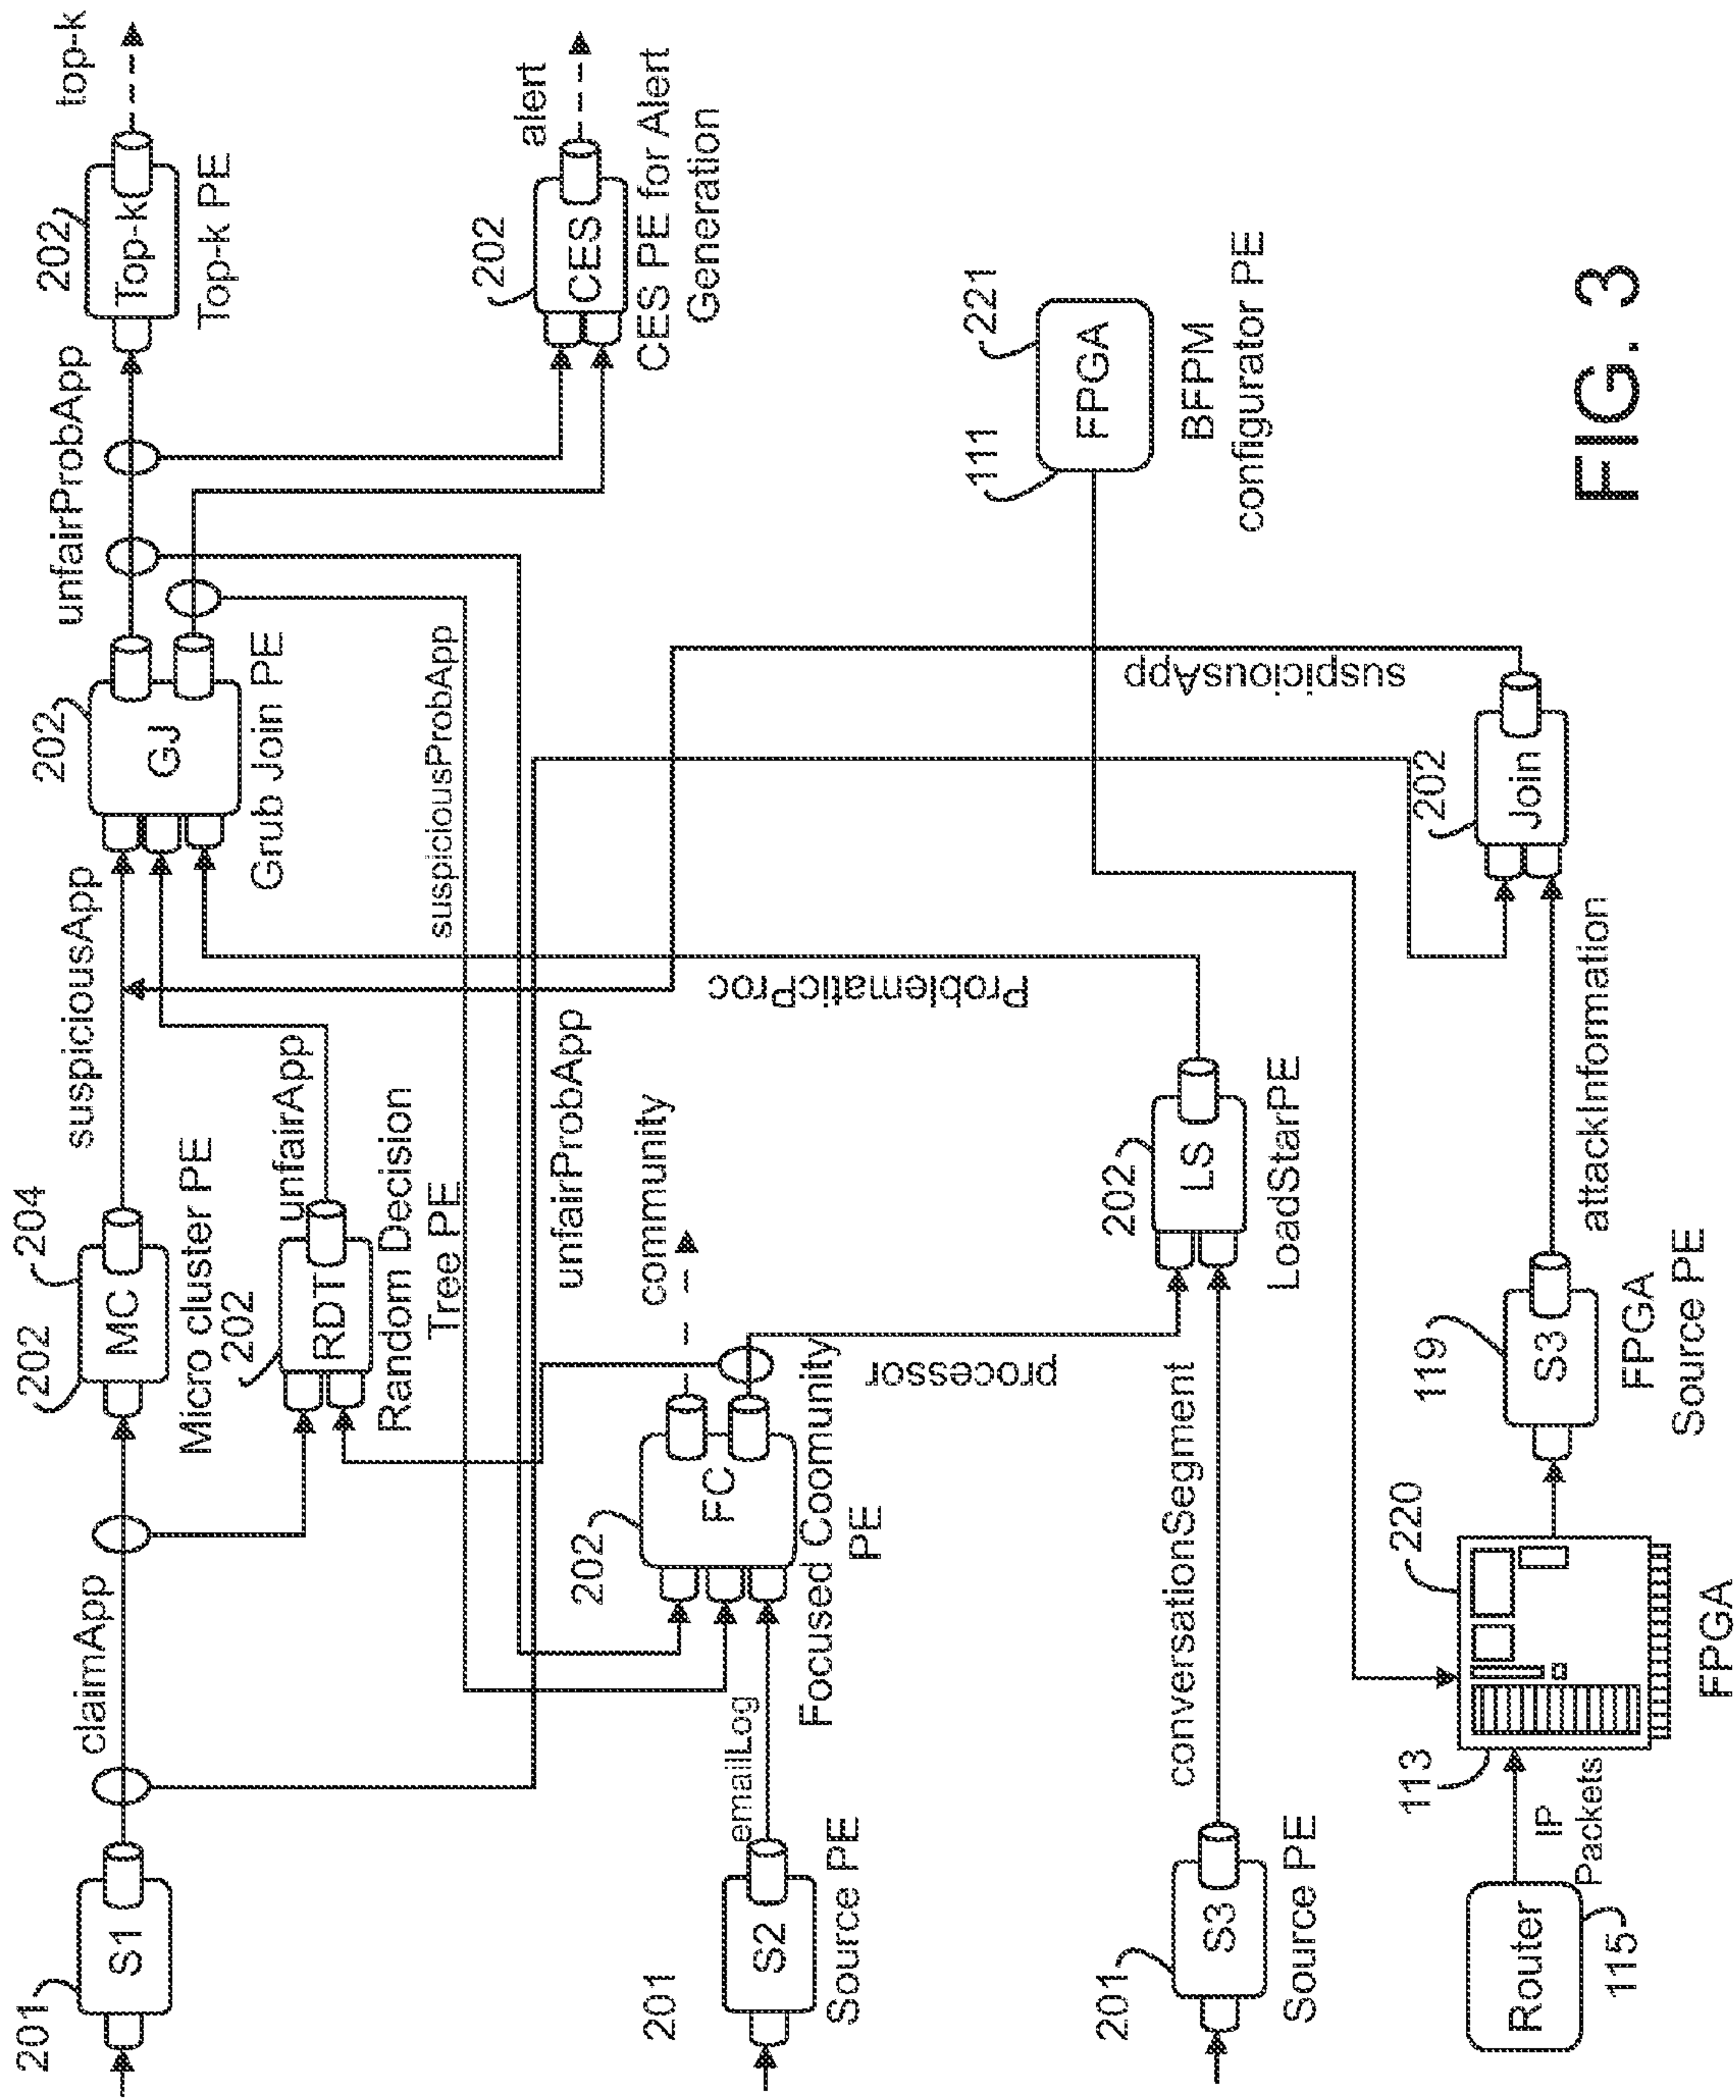 201
S1
claimApp
202
204
MC
Micro cluster PE
suspiciousApp
202
GJ
Grub Join PE
unfairProbApp
202
Top-k
Top-k PE
top-k
202
RDT
unfairApp
Random Decision
Tree PE
suspiciousProbApp
unfairProbApp
202
CES
alert
CES PE for Alert
Generation
201
S2
Source PE
emailLog
202
FC
Focused Coomunity
PE
community
processor
ProblematicProc
suspiciousApp
111
221
FPGA
BFPM
configurator PE
201
S3
Source PE
conversationSegment
202
LS
LoadStarPE
Router
115
IP
Packets
113
220
FPGA
119
S3
FPGA
Source PE
attackInformation
202
Join
FIG. 3